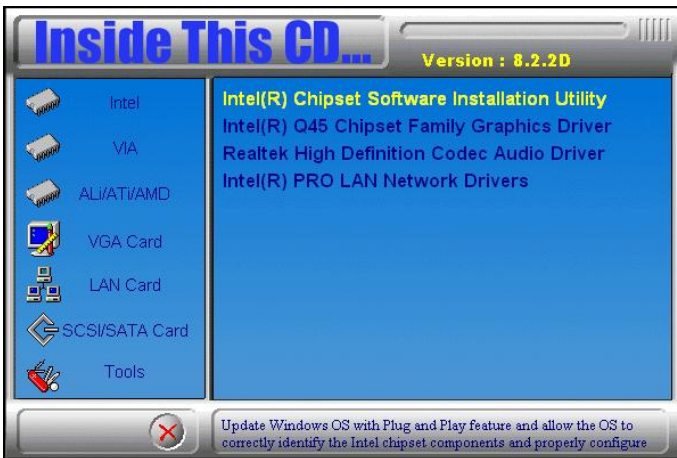 Inside This CD...
Version : 8.2.2D
Intel
VIA
ALi/ATi/AMD
VGA Card
LAN Card
SCSI/SATA Card
Tools
Intel(R) Chipset Software Installation Utility
Intel(R) Q45 Chipset Family Graphics Driver
Realtek High Definition Codec Audio Driver
Intel(R) PRO LAN Network Drivers
Update Windows OS with Plug and Play feature and allow the OS to
correctly identify the Intel chipset components and properly configure